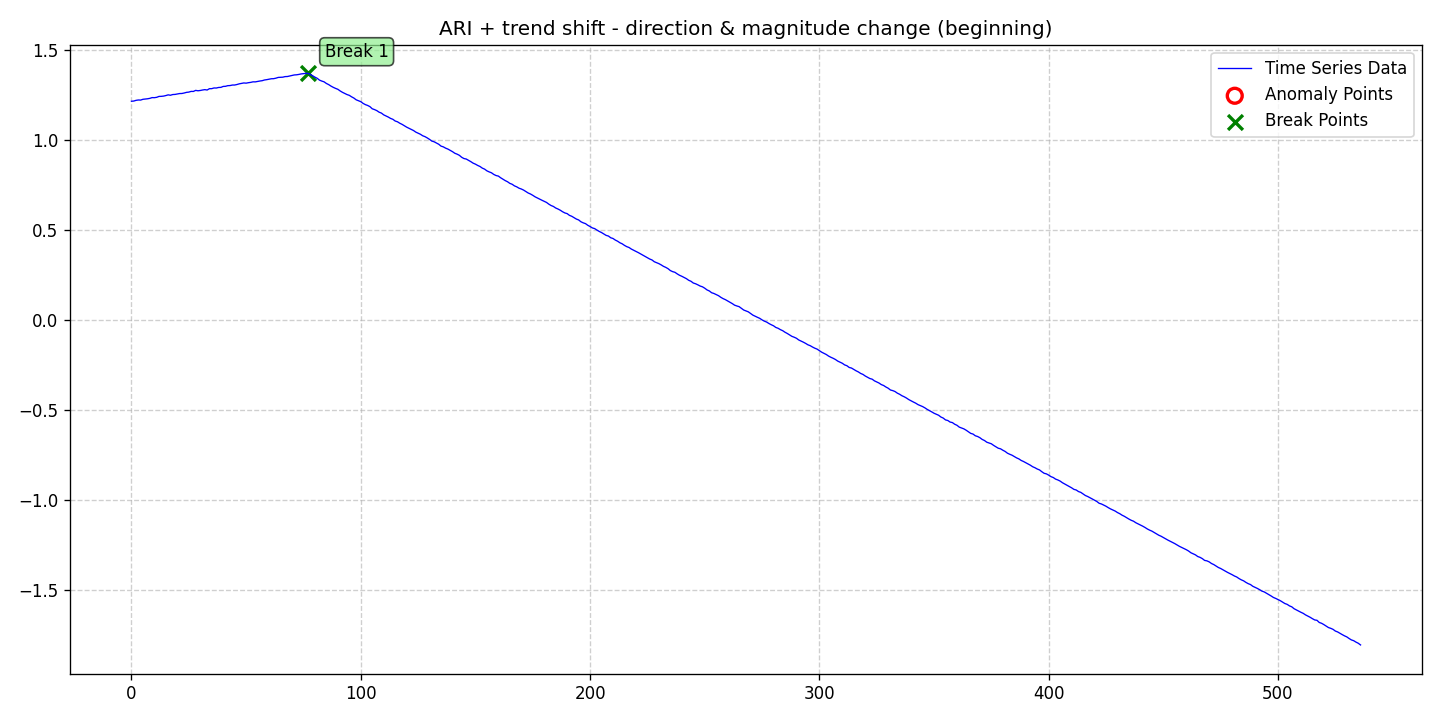 ARI + trend shift - direction & magnitude change (beginning)
Break 1
Time Series Data
Anomaly Points
Break Points
1.5
1.0
0.5
0.0
−0.5
−1.0
−1.5
0 100 200 300 400 500